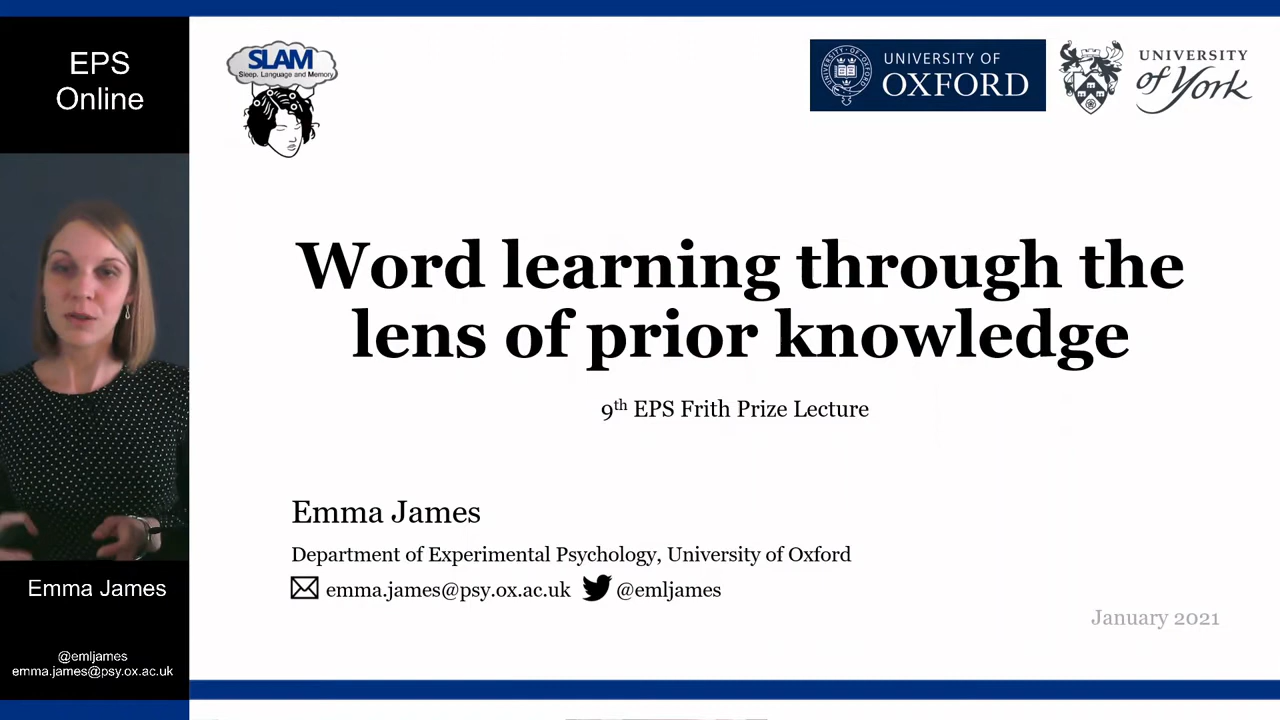 EPS
Online
SLAM
Sleep, Language and Memory
UNIVERSITY OF
OXFORD
UNIVERSITY
of York
Word learning through the
lens of prior knowledge
9th EPS Frith Prize Lecture
Emma James
Department of Experimental Psychology, University of Oxford
emma.james@psy.ox.ac.uk @emljames
January 2021
Emma James
@emljames
emma.james@psy.ox.ac.uk